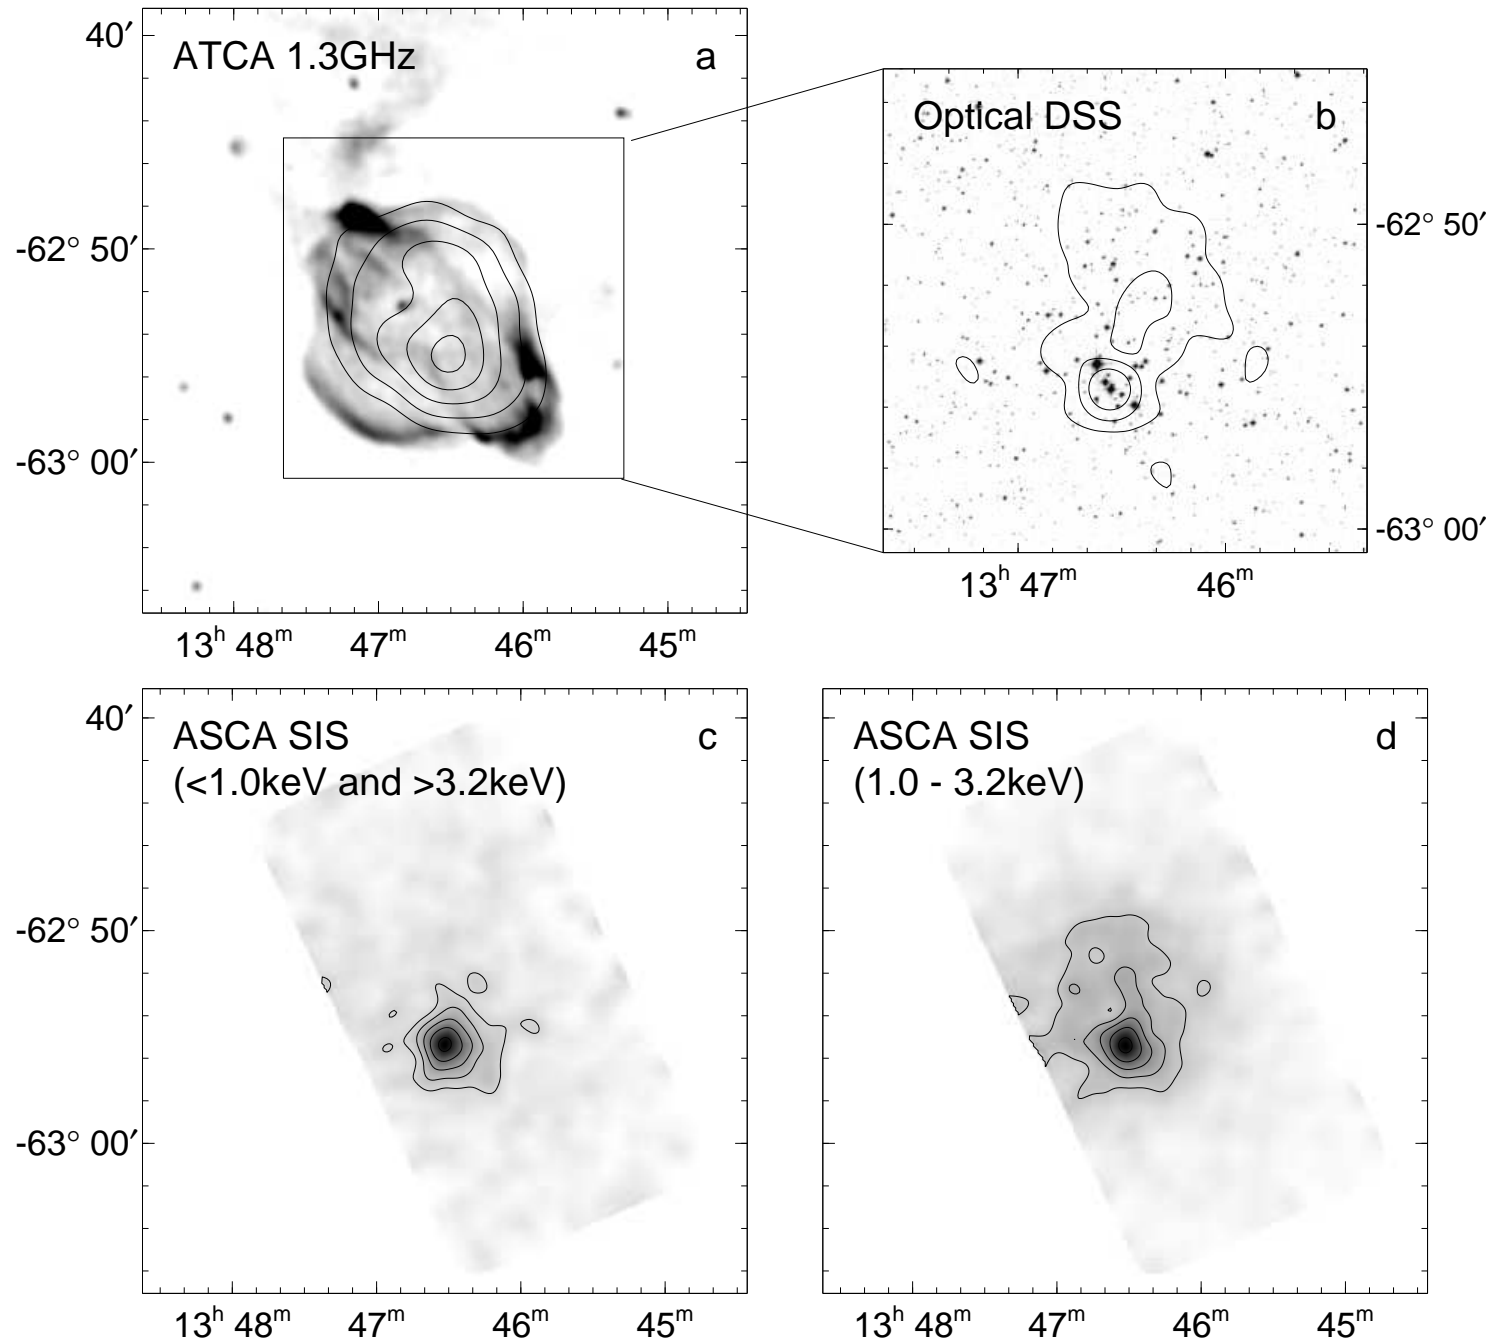 ATCA 1.3GHz
a
40′
-62° 50′
-63° 00′
13ʰ 48ᵐ
47ᵐ
46ᵐ
45ᵐ
Optical DSS
b
-62° 50′
-63° 00′
13ʰ 47ᵐ
46ᵐ
ASCA SIS
(<1.0keV and >3.2keV)
c
40′
-62° 50′
-63° 00′
13ʰ 48ᵐ
47ᵐ
46ᵐ
45ᵐ
ASCA SIS
(1.0 - 3.2keV)
d
13ʰ 48ᵐ
47ᵐ
46ᵐ
45ᵐ